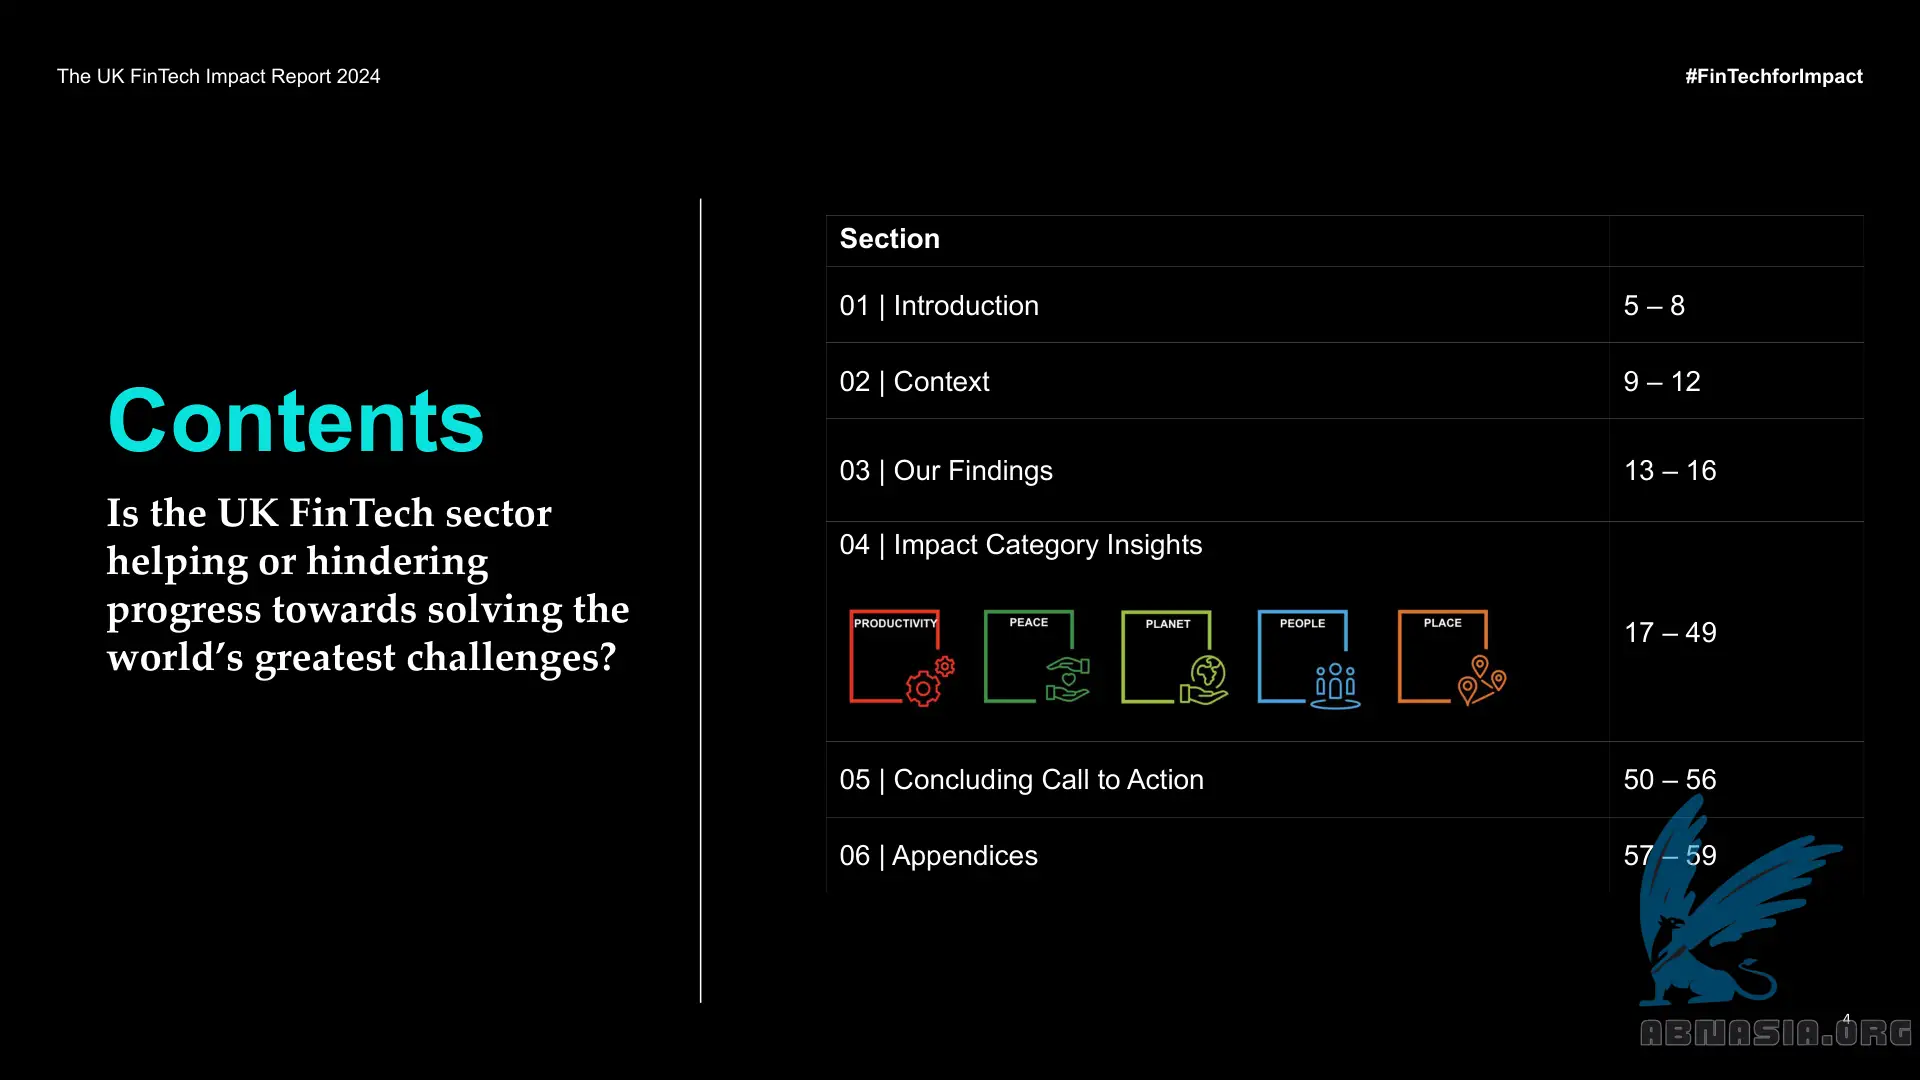 The UK FinTech Impact Report 2024
#FinTechforImpact
Contents
Is the UK FinTech sector
helping or hindering
progress towards solving the
world’s greatest challenges?
Section
01 | Introduction
5 – 8
02 | Context
9 – 12
03 | Our Findings
13 – 16
04 | Impact Category Insights
PRODUCTIVITY
PEACE
PLANET
PEOPLE
PLACE
17 – 49
05 | Concluding Call to Action
50 – 56
06 | Appendices
57 – 59
4
ABNASIA.ORG